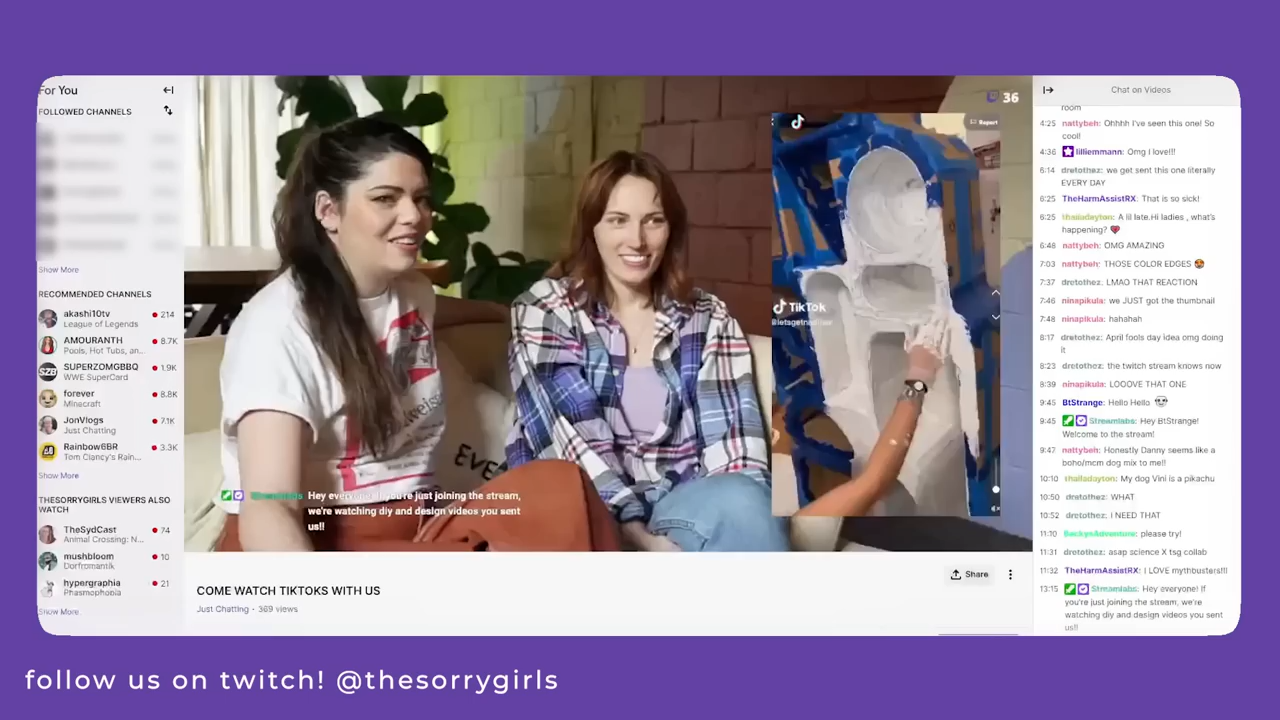 For You
FOLLOWED CHANNELS
Show More
RECOMMENDED CHANNELS
akashi10tv
214
League of Legends
AMOURANTH
8.7K
Pools, Hot Tubs, an...
SUPERZOMGBBQ
1.9K
WWE SuperCard
forever
8.8K
Minecraft
JonVlogs
7.1K
Just Chatting
Rainbow6BR
3.3K
Tom Clancy's Rain...
Show More
THESORRYGIRLS VIEWERS ALSO
WATCH
TheSydCast
74
Animal Crossing: N...
mushbloom
10
Dorfromantik
hypergraphia
21
Phasmophobia
Show More
36
Report
TikTok
EVE
Streamlabs Hey everyone! If you're just joining the stream,
we're watching diy and design videos you sent
us!!
COME WATCH TIKTOKS WITH US
Just Chatting • 369 views
Share
Chat on Videos
room
4:25 nattybeh: Ohhhh I've seen this one! So
cool!
4:36 lilliemmann: Omg I love!!!
6:14 dretothez: we get sent this one literally
EVERY DAY
6:25 TheHarmAssistRX: That is so sick!
6:25 thaliadayton: A lil late.Hi ladies , what's
happening?
6:48 nattybeh: OMG AMAZING
7:03 nattybeh: THOSE COLOR EDGES
7:37 dretothez: LMAO THAT REACTION
7:46 ninapikula: we JUST got the thumbnail
7:48 ninapikula: hahahah
8:17 dretothez: April fools day idea omg doing
it
8:23 dretothez: the twitch stream knows now
8:39 ninapikula: LOOOVE THAT ONE
9:45 BtStrange: Hello Hello
9:45 Streamlabs: Hey BtStrange!
Welcome to the stream!
9:47 nattybeh: Honestly Danny seems like a
boho/mcm dog mix to me!!
10:10 thaliadayton: My dog Vini is a pikachu
10:50 dretothez: WHAT
10:52 dretothez: I NEED THAT
11:10 BeckysAdventure: please try!
11:31 dretothez: asap science X tsg collab
11:32 TheHarmAssistRX: I LOVE mythbusters!!!
13:15 Streamlabs: Hey everyone! If
you're just joining the stream, we're
watching diy and design videos you sent
us!!
follow us on twitch! @thesorrygirls